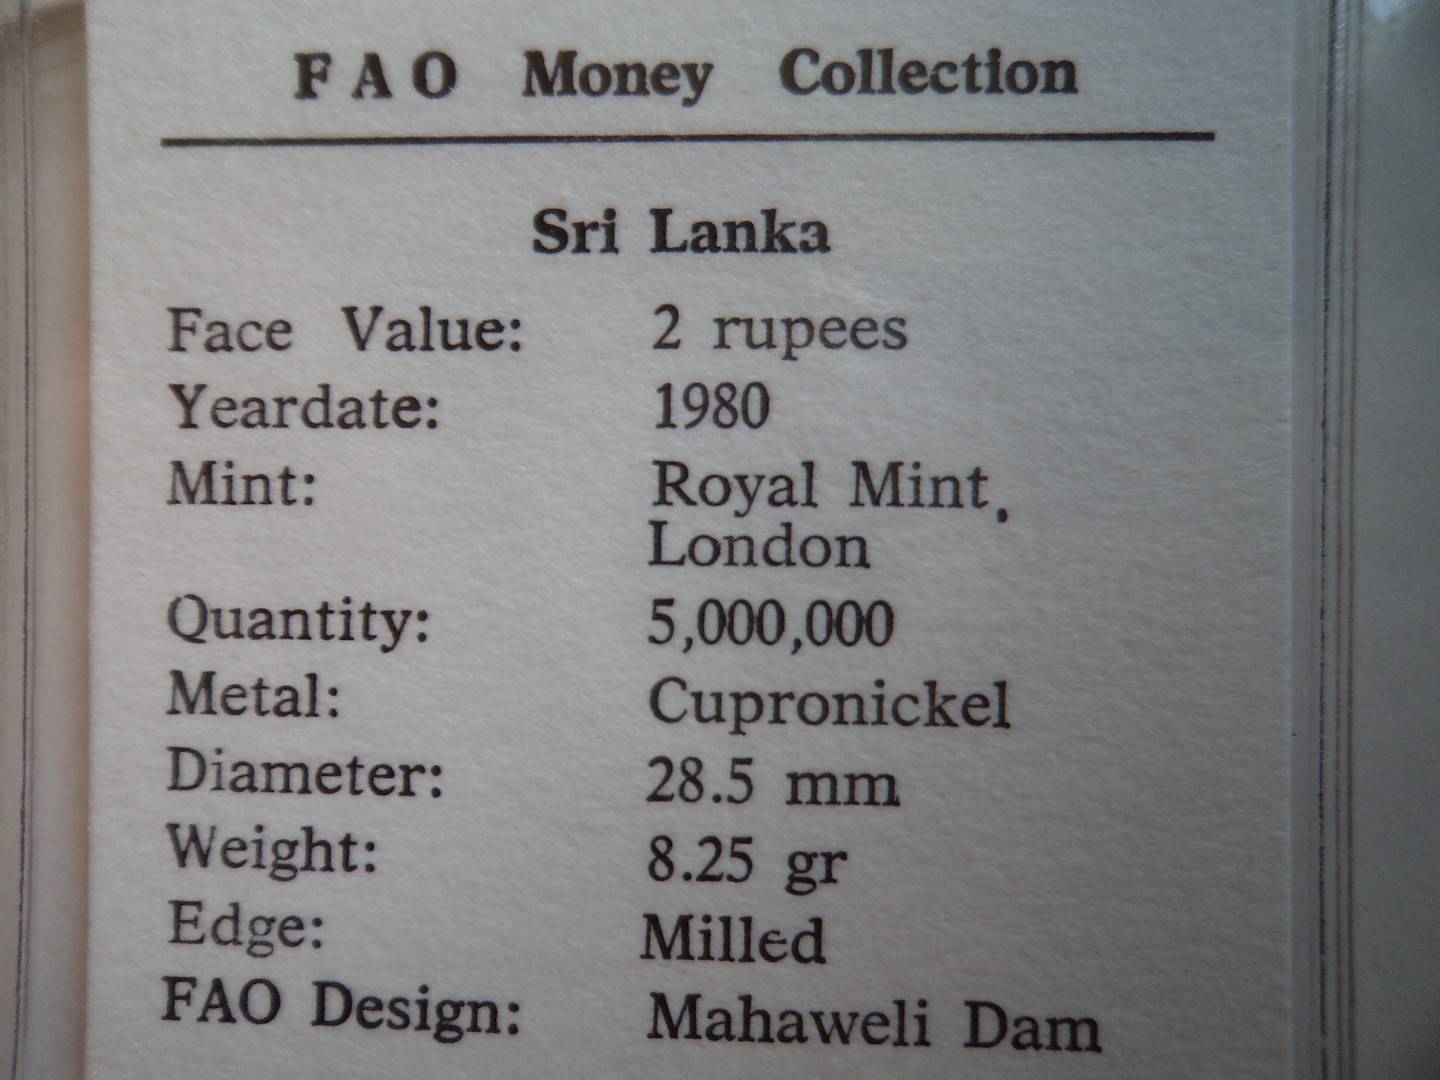 FAO Money Collection
Sri Lanka
Face Value: 2 rupees
Yeardate: 1980
Mint: Royal Mint,
London
Quantity: 5,000,000
Metal: Cupronickel
Diameter: 28.5 mm
Weight: 8.25 gr
Edge: Milled
FAO Design: Mahaweli Dam